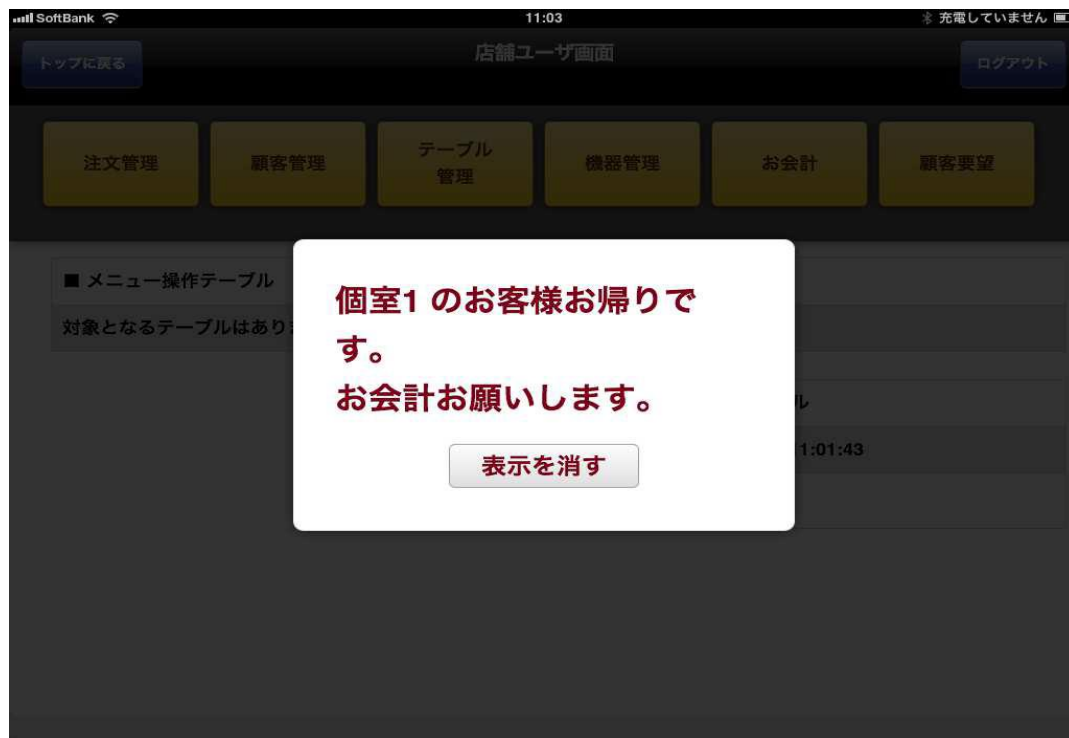 SoftBank 11:03 充電していません
トップに戻る 店舗ユーザ画面 ログアウト
注文管理 顧客管理 テーブル 機器管理 お会計 顧客要望
管理
■ メニュー操作テーブル
対象となるテーブルはあり
個室1 のお客様お帰りで
す。
お会計お願いします。
表示を消す
ル
1:01:43